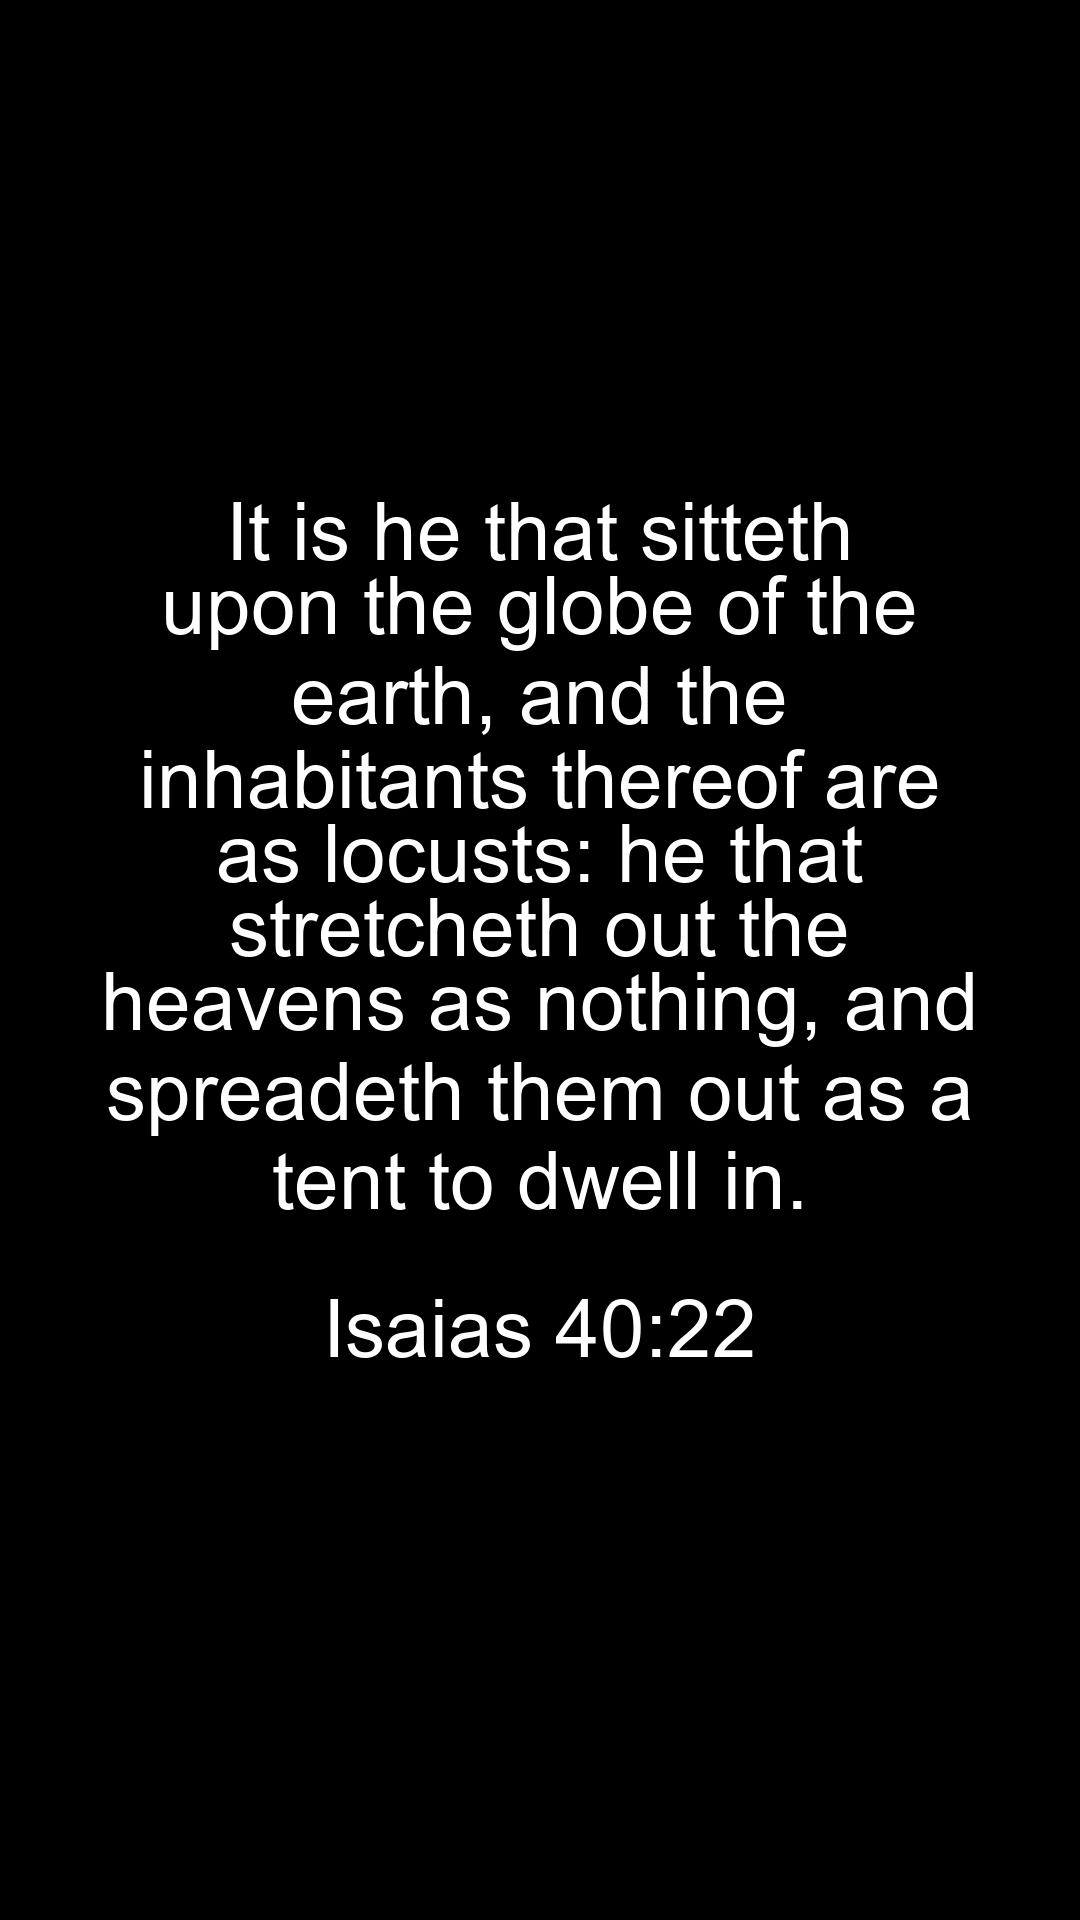 It is he that sitteth
upon the globe of the
earth, and the
inhabitants thereof are
as locusts: he that
stretcheth out the
heavens as nothing, and
spreadeth them out as a
tent to dwell in.
Isaias 40:22